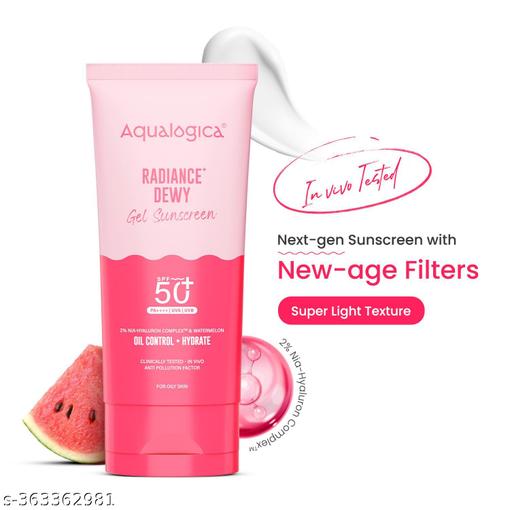 Aqualogica®
RADIANCE+
DEWY
Gel Sunscreen
SPF
50+
PA++++ | UVA | UVB
2% NIA-HYALURON COMPLEX™ & WATERMELON
OIL CONTROL + HYDRATE
CLINICALLY TESTED - IN VIVO
ANTI POLLUTION FACTOR
FOR OILY SKIN
In vivo Tested
Next-gen Sunscreen with
New-age Filters
Super Light Texture
2% Nia-Hyaluron Complex™
s-363362981